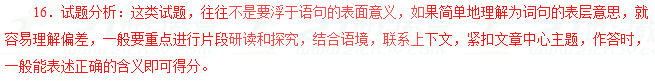 16．试题分析：这类试题，往往不是要浮于语句的表面意义，如果简单地理解为词句的表层意思，就
容易理解偏差，一般要重点进行片段研读和探究，结合语境，联系上下文，紧扣文章中心主题，作答时，
一般能表述正确的含义即可得分。